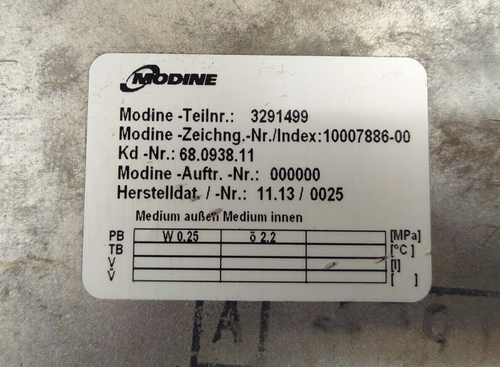 MODINE
Modine -Teilnr.: 3291499
Modine -Zeichng.-Nr./Index:10007886-00
Kd -Nr.: 68.0938.11
Modine -Auftr. -Nr.: 000000
Herstelldat. / -Nr.: 11.13 / 0025
Medium außen Medium innen
PB W 0.25 ö 2.2 [MPa]
TB [°C]
V [l]
V [ ]